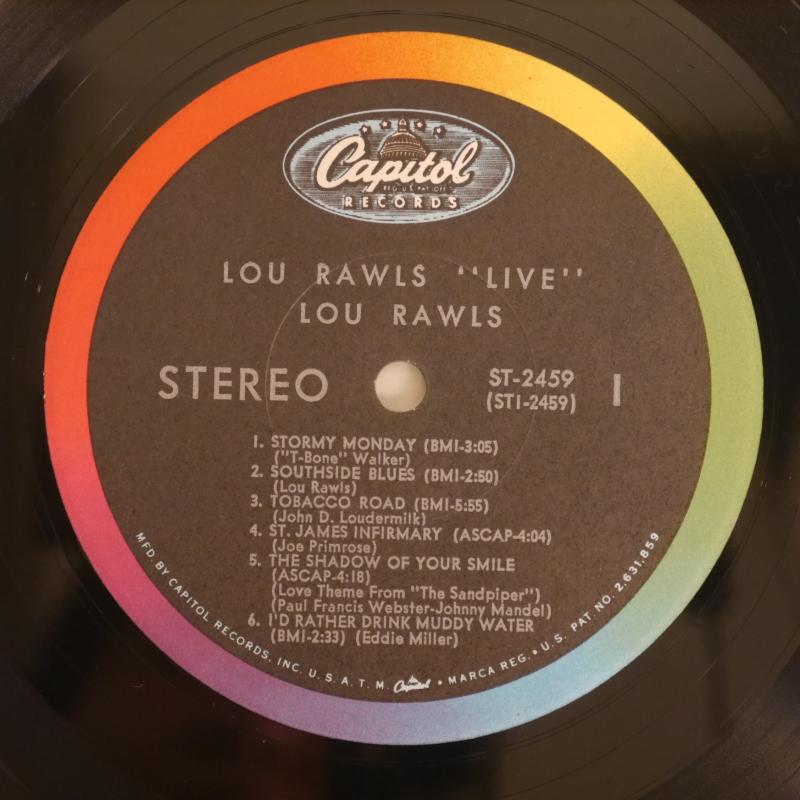 Capitol
REG. U.S. PAT. OFF.
RECORDS
LOU RAWLS "LIVE"
LOU RAWLS
STEREO
ST-2459
(ST1-2459)
1
1. STORMY MONDAY (BMI-3:05)
("T-Bone" Walker)
2. SOUTHSIDE BLUES (BMI-2:50)
(Lou Rawls)
3. TOBACCO ROAD (BMI-5:55)
(John D. Loudermilk)
4. ST. JAMES INFIRMARY (ASCAP-4:04)
(Joe Primrose)
5. THE SHADOW OF YOUR SMILE
(ASCAP-4:18)
(Love Theme From "The Sandpiper")
(Paul Francis Webster-Johnny Mandel)
6. I'D RATHER DRINK MUDDY WATER
(BMI-2:33) (Eddie Miller)
MFD BY CAPITOL RECORDS, INC. U.S.A. T.M. Capitol • MARCA REG. • U.S. PAT. NO. 2,631,859